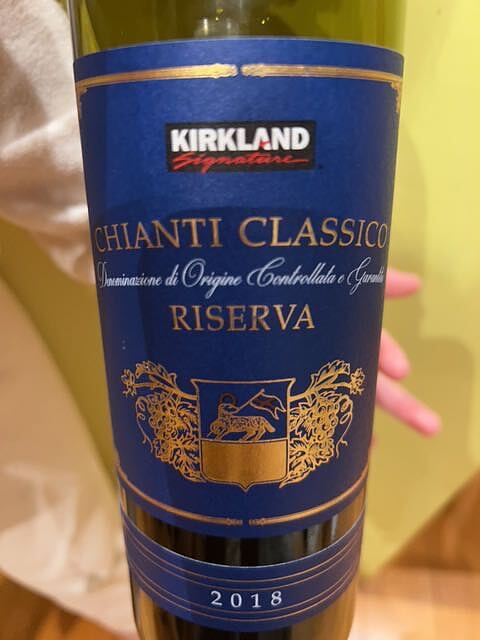 KIRKLAND
Signature
CHIANTI CLASSICO
Denominazione di Origine Controllata e Garantita
RISERVA
2018